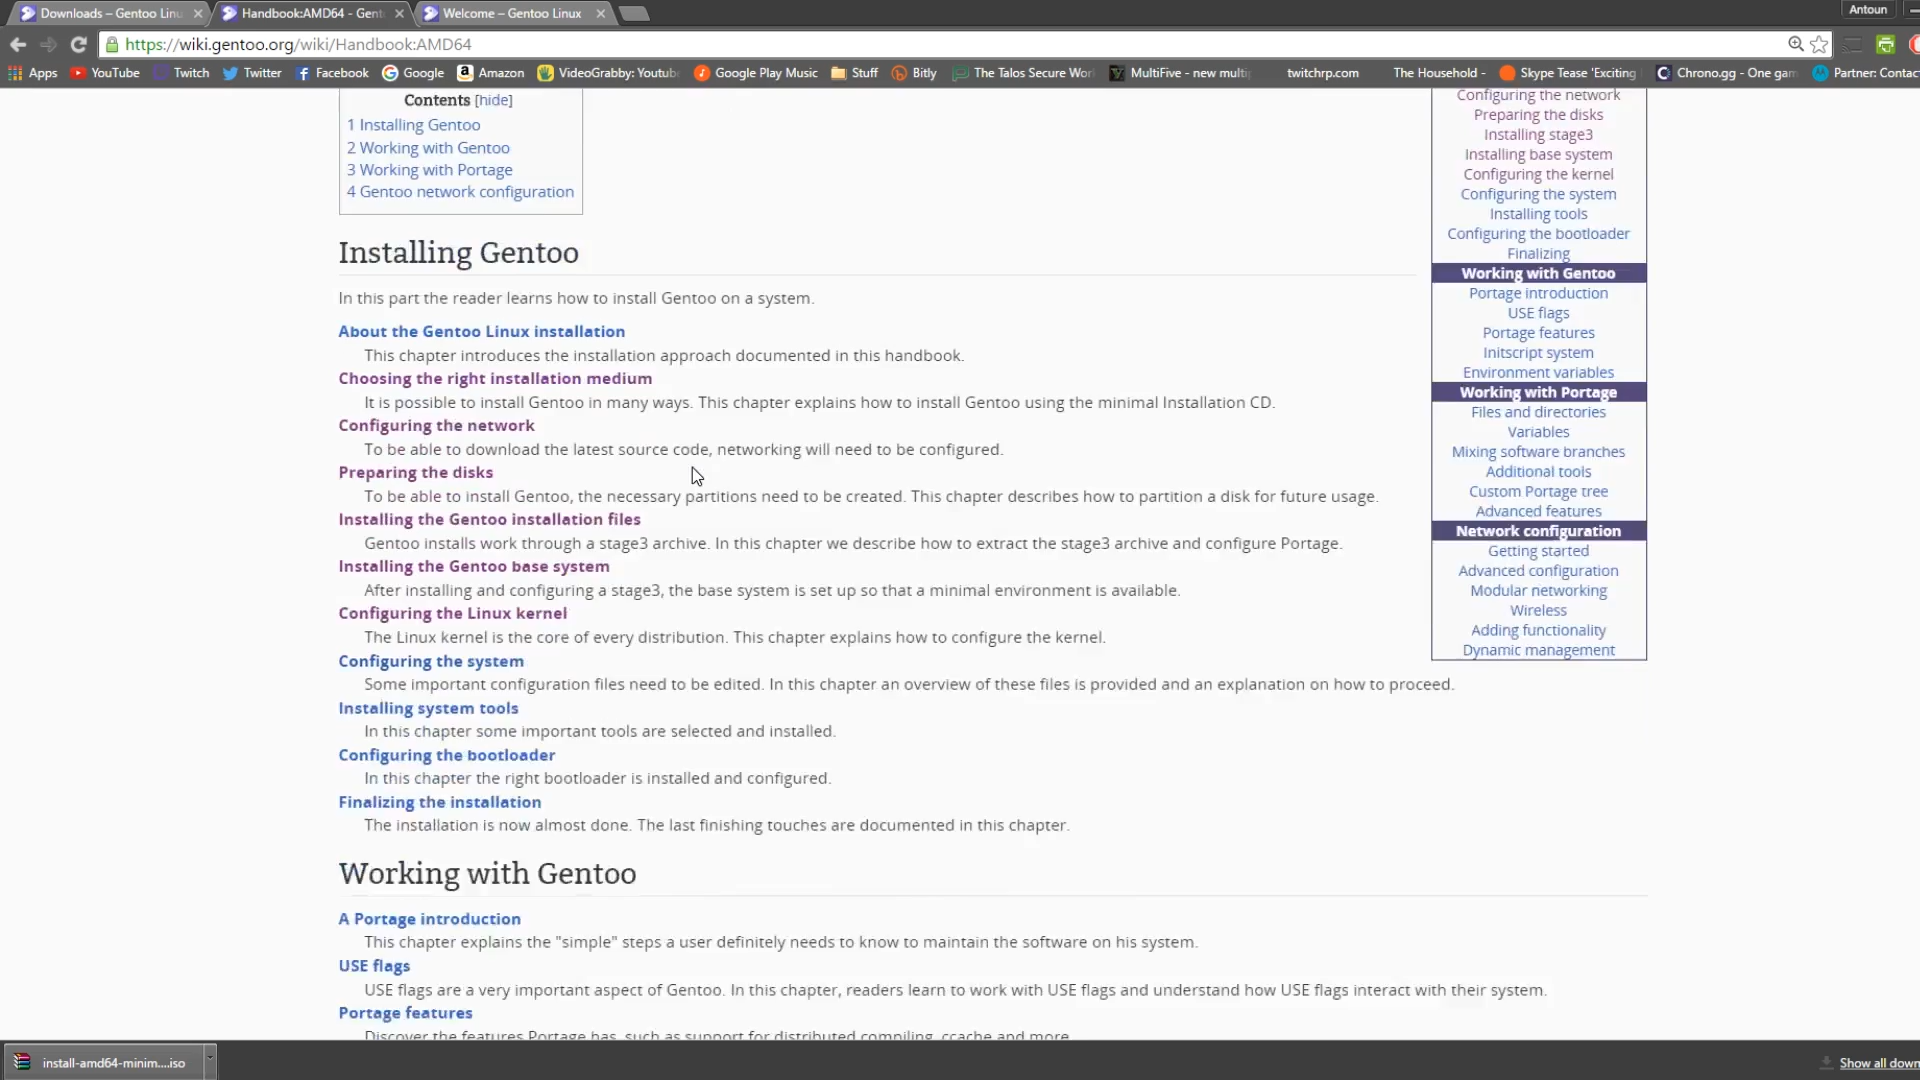 Downloads – Gentoo Linu
Handbook:AMD64 - Gent
Welcome – Gentoo Linux
Antoun
https://wiki.gentoo.org/wiki/Handbook:AMD64
Apps
YouTube
Twitch
Twitter
Facebook
Google
Amazon
VideoGrabby: Youtub
Google Play Music
Stuff
Bitly
The Talos Secure Wor
MultiFive - new multip
twitchrp.com
The Household -
Skype Tease 'Exciting
Chrono.gg - One gam
Partner: Contac
Contents [hide]
1 Installing Gentoo
2 Working with Gentoo
3 Working with Portage
4 Gentoo network configuration
Installing Gentoo
In this part the reader learns how to install Gentoo on a system.
About the Gentoo Linux installation
This chapter introduces the installation approach documented in this handbook.
Choosing the right installation medium
It is possible to install Gentoo in many ways. This chapter explains how to install Gentoo using the minimal Installation CD.
Configuring the network
To be able to download the latest source code, networking will need to be configured.
Preparing the disks
To be able to install Gentoo, the necessary partitions need to be created. This chapter describes how to partition a disk for future usage.
Installing the Gentoo installation files
Gentoo installs work through a stage3 archive. In this chapter we describe how to extract the stage3 archive and configure Portage.
Installing the Gentoo base system
After installing and configuring a stage3, the base system is set up so that a minimal environment is available.
Configuring the Linux kernel
The Linux kernel is the core of every distribution. This chapter explains how to configure the kernel.
Configuring the system
Some important configuration files need to be edited. In this chapter an overview of these files is provided and an explanation on how to proceed.
Installing system tools
In this chapter some important tools are selected and installed.
Configuring the bootloader
In this chapter the right bootloader is installed and configured.
Finalizing the installation
The installation is now almost done. The last finishing touches are documented in this chapter.
Working with Gentoo
A Portage introduction
This chapter explains the "simple" steps a user definitely needs to know to maintain the software on his system.
USE flags
USE flags are a very important aspect of Gentoo. In this chapter, readers learn to work with USE flags and understand how USE flags interact with their system.
Portage features
Discover the features Portage has, such as support for distributed compiling, ccache and more.
Configuring the network
Preparing the disks
Installing stage3
Installing base system
Configuring the kernel
Configuring the system
Installing tools
Configuring the bootloader
Finalizing
Working with Gentoo
Portage introduction
USE flags
Portage features
Initscript system
Environment variables
Working with Portage
Files and directories
Variables
Mixing software branches
Additional tools
Custom Portage tree
Advanced features
Network configuration
Getting started
Advanced configuration
Modular networking
Wireless
Adding functionality
Dynamic management
install-amd64-minim....iso
Show all down